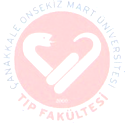 ÇANAKKALE ONSEKİZ MART ÜNİVERSİTESİ
TIP FAKÜLTESİ